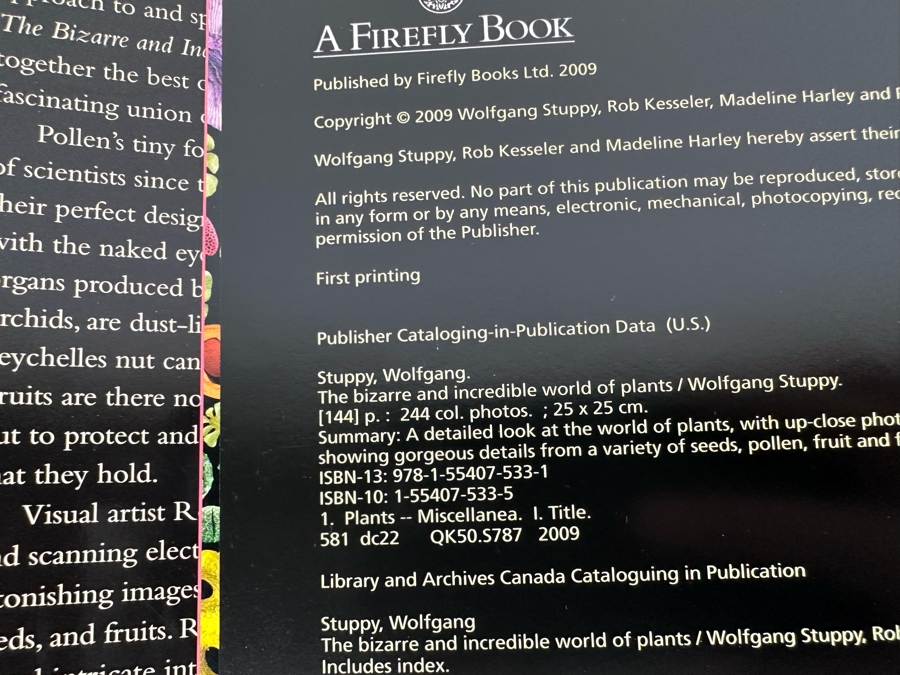 roach to and sp
The Bizarre and Inc
together the best o
fascinating union o
Pollen's tiny fo
of scientists since t
heir perfect desig
with the naked ey
rgans produced b
rchids, are dust-li
eychelles nut can
ruits are there no
ut to protect and
at they hold.
Visual artist R
nd scanning elect
tonishing images
eds, and fruits. R
intricate int
A FIREFLY BOOK
Published by Firefly Books Ltd. 2009
Copyright © 2009 Wolfgang Stuppy, Rob Kesseler, Madeline Harley and P
Wolfgang Stuppy, Rob Kesseler and Madeline Harley hereby assert their
All rights reserved. No part of this publication may be reproduced, store
in any form or by any means, electronic, mechanical, photocopying, rec
permission of the Publisher.
First printing
Publisher Cataloging-in-Publication Data (U.S.)
Stuppy, Wolfgang.
The bizarre and incredible world of plants / Wolfgang Stuppy.
[144] p. : 244 col. photos. ; 25 x 25 cm.
Summary: A detailed look at the world of plants, with up-close phot
showing gorgeous details from a variety of seeds, pollen, fruit and f
ISBN-13: 978-1-55407-533-1
ISBN-10: 1-55407-533-5
1. Plants -- Miscellanea. I. Title.
581 dc22 QK50.S787 2009
Library and Archives Canada Cataloguing in Publication
Stuppy, Wolfgang
The bizarre and incredible world of plants / Wolfgang Stuppy, Rob
Includes index.